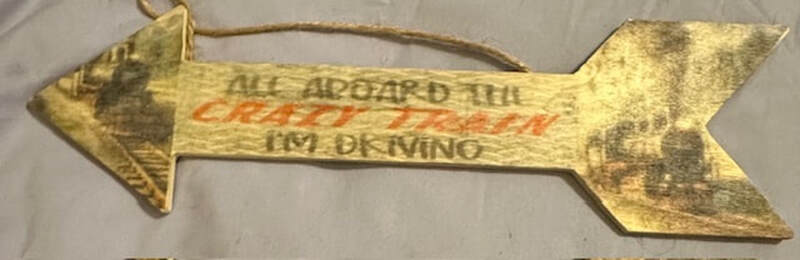 ALL ABOARD THE
CRAZY TRAIN
I'M DRIVING